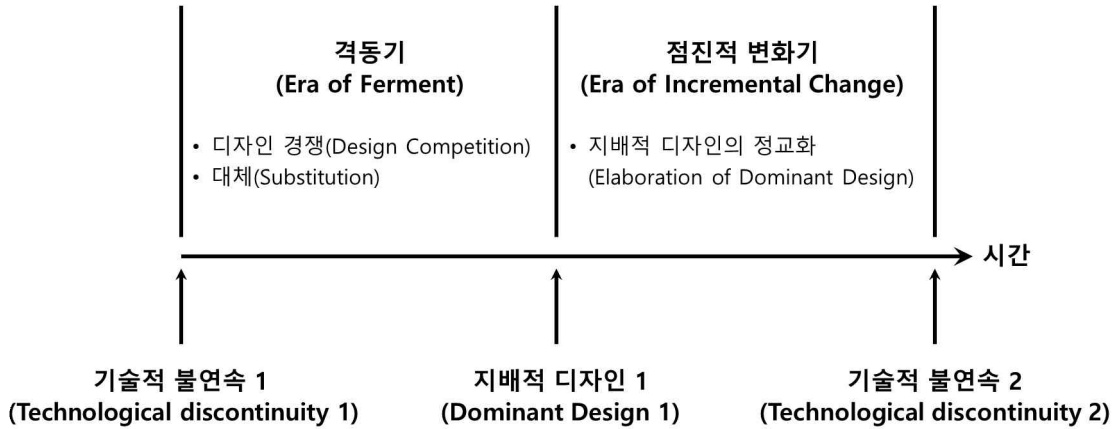 격동기
(Era of Ferment)
• 디자인 경쟁(Design Competition)
• 대체(Substitution)
점진적 변화기
(Era of Incremental Change)
• 지배적 디자인의 정교화
(Elaboration of Dominant Design)
시간
기술적 불연속 1
(Technological discontinuity 1)
지배적 디자인 1
(Dominant Design 1)
기술적 불연속 2
(Technological discontinuity 2)